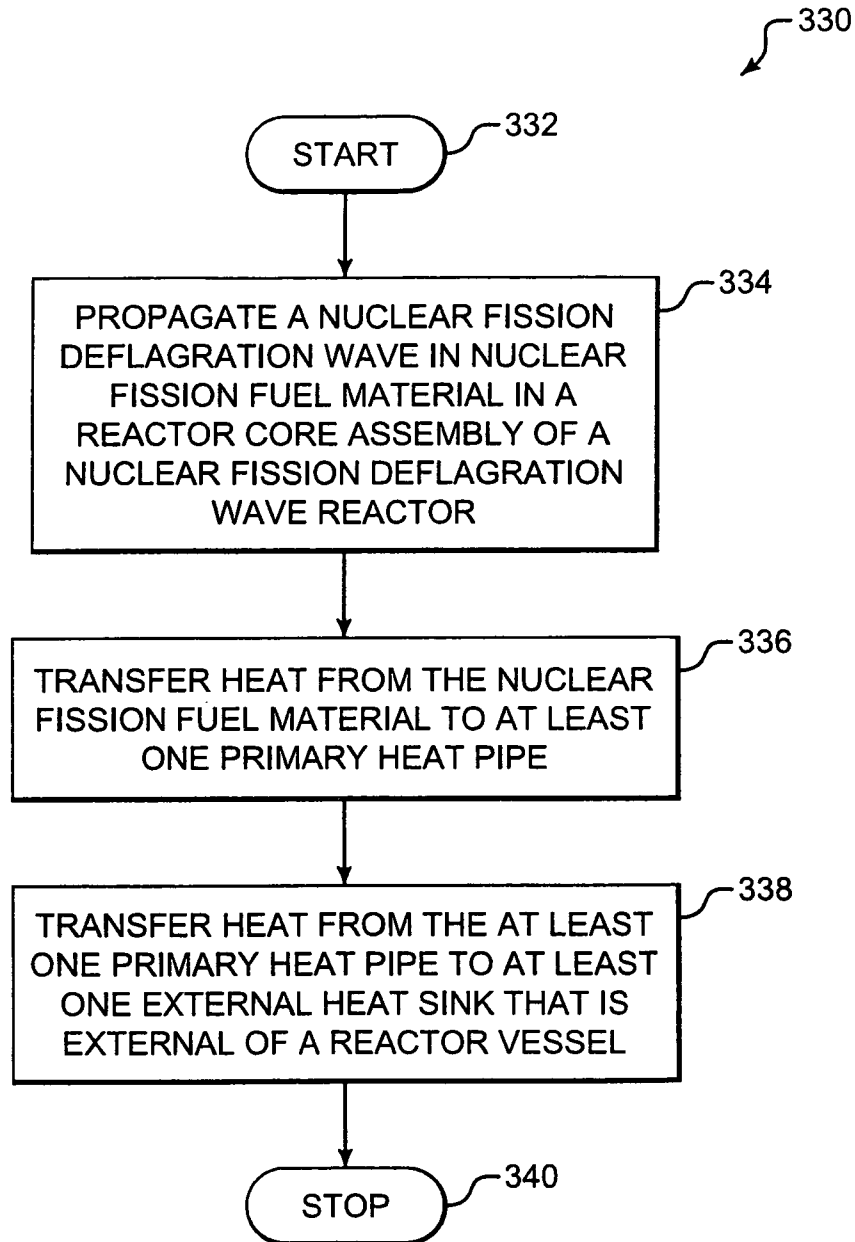 330
START
332
PROPAGATE A NUCLEAR FISSION
DEFLAGRATION WAVE IN NUCLEAR
FISSION FUEL MATERIAL IN A
REACTOR CORE ASSEMBLY OF A
NUCLEAR FISSION DEFLAGRATION
WAVE REACTOR
334
TRANSFER HEAT FROM THE NUCLEAR
FISSION FUEL MATERIAL TO AT LEAST
ONE PRIMARY HEAT PIPE
336
TRANSFER HEAT FROM THE AT LEAST
ONE PRIMARY HEAT PIPE TO AT LEAST
ONE EXTERNAL HEAT SINK THAT IS
EXTERNAL OF A REACTOR VESSEL
338
STOP
340